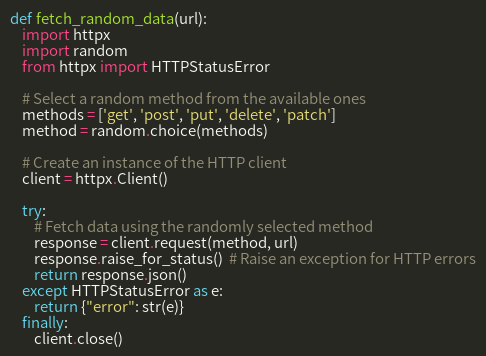 def fetch_random_data(url):
    import httpx
    import random
    from httpx import HTTPStatusError

    # Select a random method from the available ones
    methods = ['get', 'post', 'put', 'delete', 'patch']
    method = random.choice(methods)

    # Create an instance of the HTTP client
    client = httpx.Client()

    try:
        # Fetch data using the randomly selected method
        response = client.request(method, url)
        response.raise_for_status()  # Raise an exception for HTTP errors
        return response.json()
    except HTTPStatusError as e:
        return {"error": str(e)}
    finally:
        client.close()